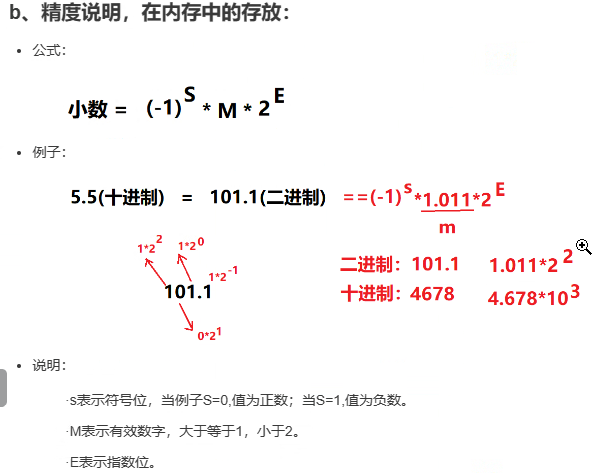 b、精度说明，在内存中的存放：
· 公式：
小数 = (-1)^S * M * 2^E
· 例子：
5.5(十进制) = 101.1(二进制) ==(-1)^s*1.011*2^E
m
1*2^2 1*2^0
1*2^-1
101.1
0*2^1
二进制：101.1 1.011*2^2
十进制：4678 4.678*10^3
· 说明：
·s表示符号位，当例子S=0,值为正数；当S=1,值为负数。
·M表示有效数字，大于等于1，小于2。
·E表示指数位。